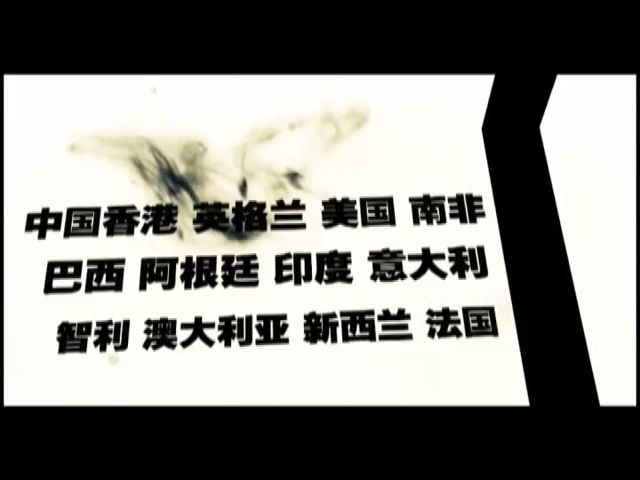 中国香港 英格兰 美国 南非
巴西 阿根廷 印度 意大利
智利 澳大利亚 新西兰 法国